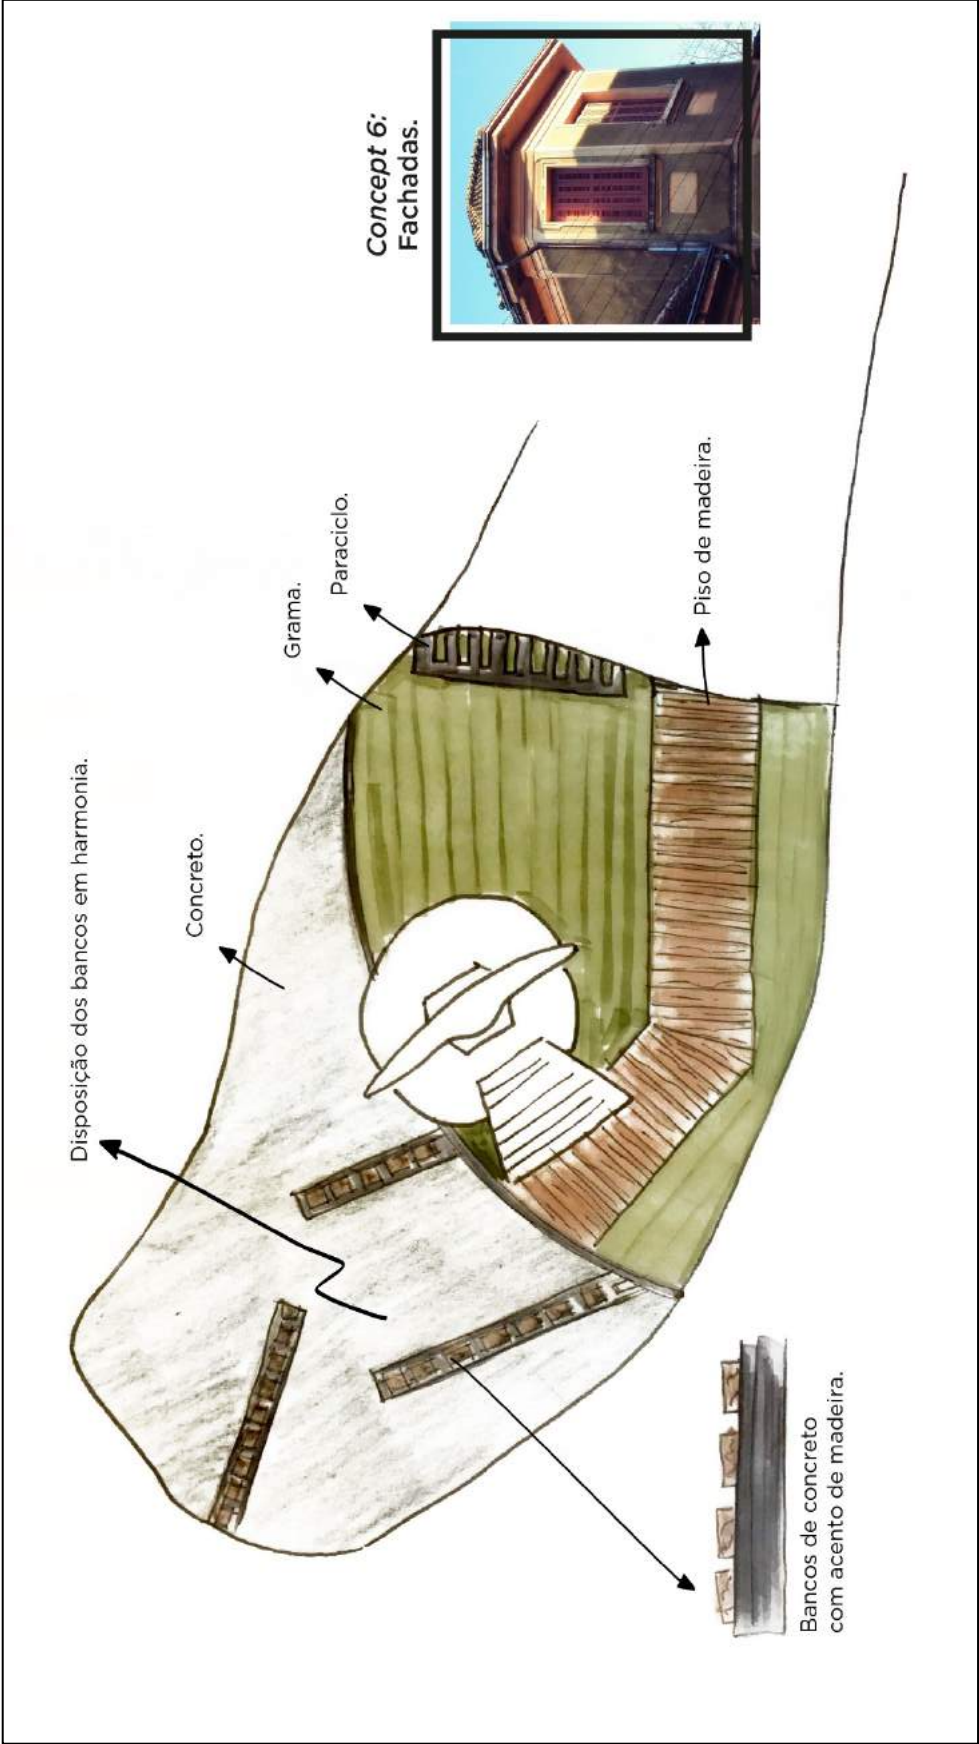 Disposição dos bancos em harmonia.
Concreto.
Grama.
Paraciclo.
Concept 6:
Fachadas.
Piso de madeira.
Bancos de concreto
com acento de madeira.